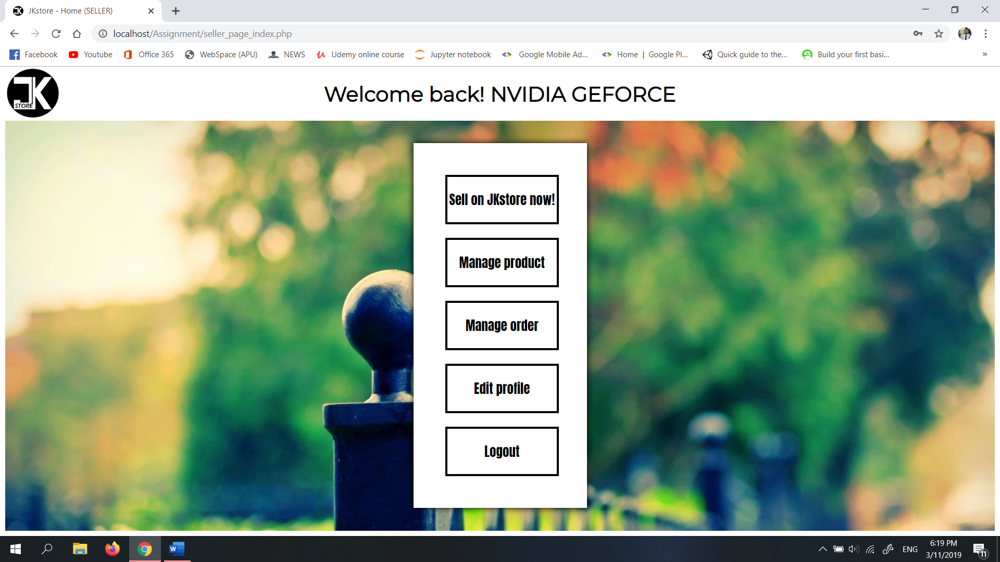 JKstore - Home (SELLER)
localhost/Assignment/seller_page_index.php
Facebook Youtube Office 365 WebSpace (APU) NEWS Udemy online course Jupyter notebook Google Mobile Ad... Home | Google Pl... Quick guide to the... Build your first basi... »
JK
STORE
Welcome back! NVIDIA GEFORCE
Sell on JKstore now!
Manage product
Manage order
Edit profile
Logout
ENG
6:19 PM
3/11/2019
11